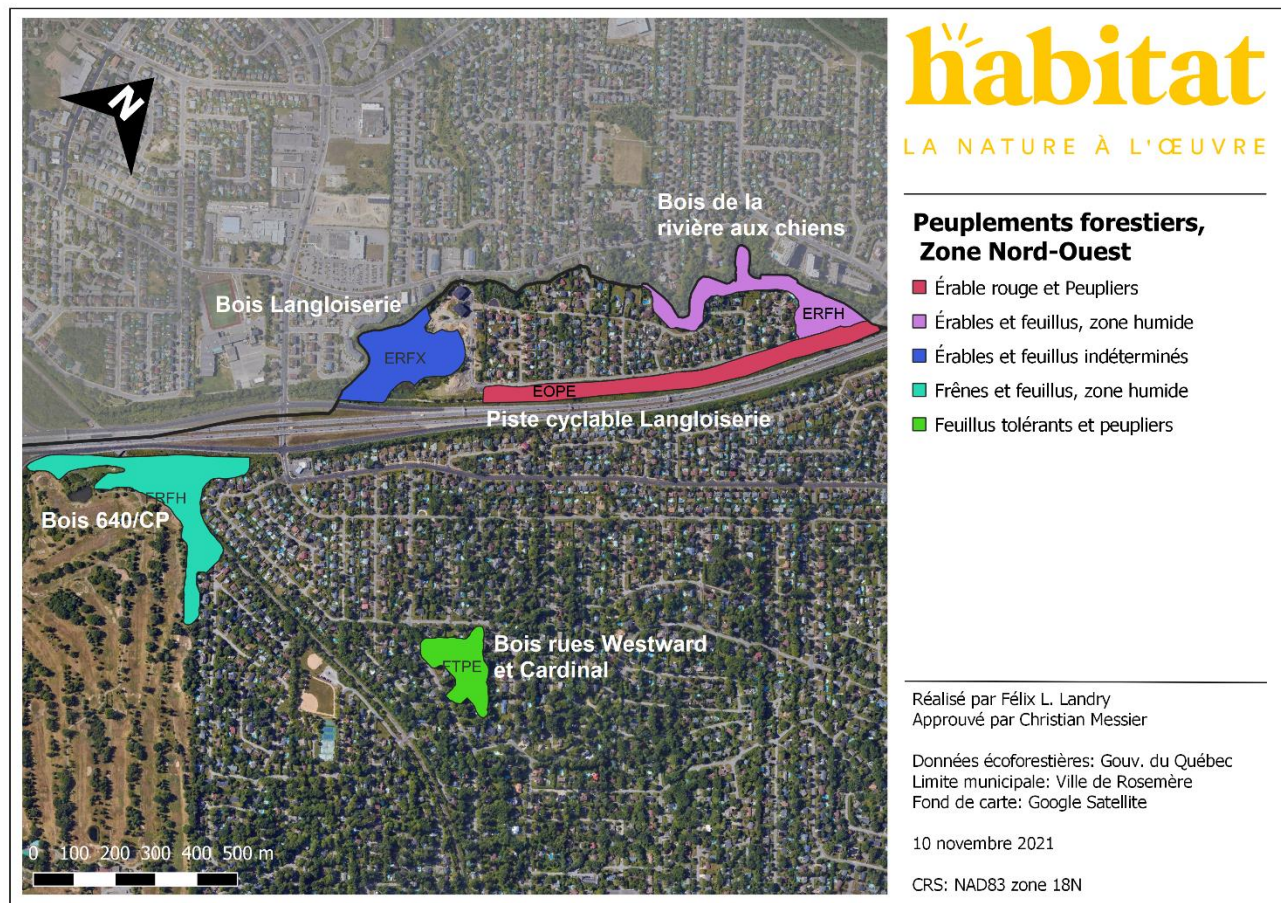 habitat
LA NATURE À L'ŒUVRE
Peuplements forestiers,
Zone Nord-Ouest
Érable rouge et Peupliers
Érables et feuillus, zone humide
Érables et feuillus indéterminés
Frênes et feuillus, zone humide
Feuillus tolérants et peupliers
N
Bois de la
rivière aux chiens
Bois Langloiserie
ERFH
ERFX
EOPE
Piste cyclable Langloiserie
FRFH
Bois 640/CP
Bois rues Westward
et Cardinal
FTPE
0 100 200 300 400 500 m
Réalisé par Félix L. Landry
Approuvé par Christian Messier
Données écoforestières: Gouv. du Québec
Limite municipale: Ville de Rosemère
Fond de carte: Google Satellite
10 novembre 2021
CRS: NAD83 zone 18N